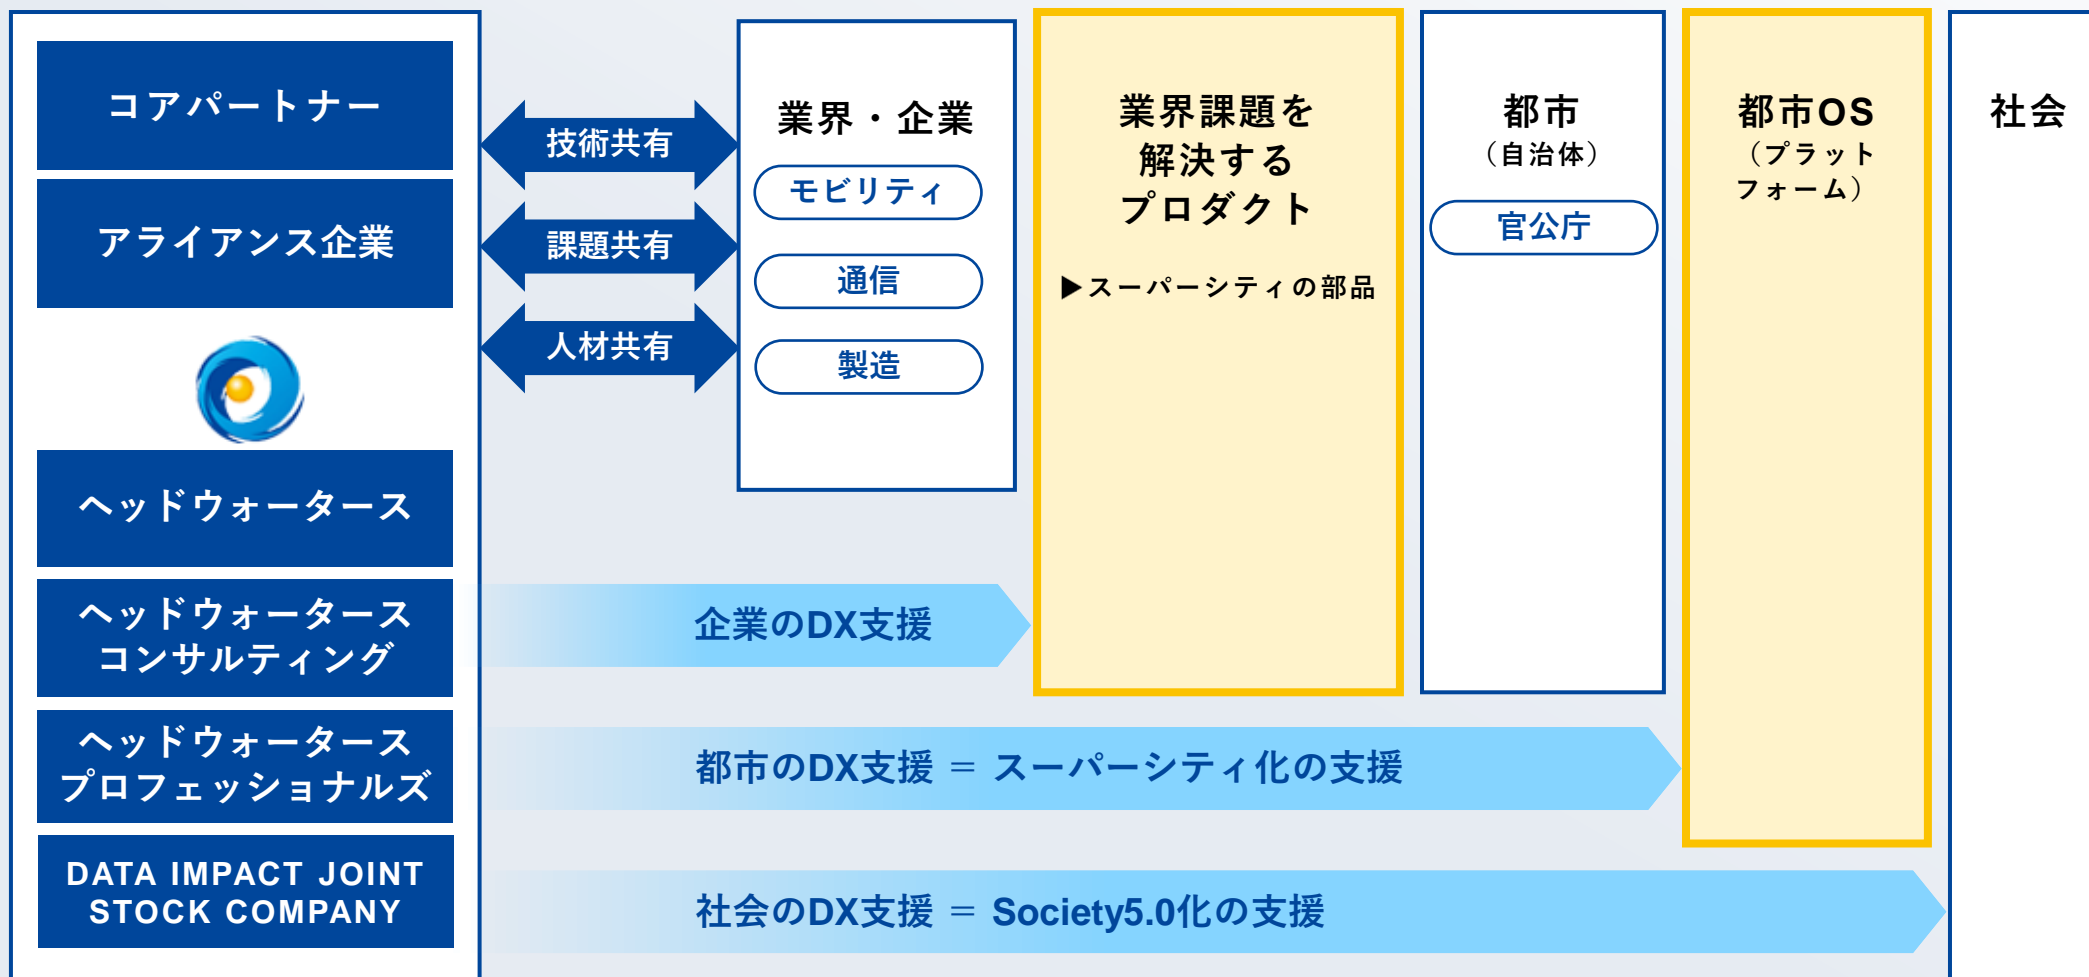 コアパートナー
アライアンス企業
ヘッドウォータース
ヘッドウォータース
コンサルティング
ヘッドウォータース
プロフェッショナルズ
DATA IMPACT JOINT
STOCK COMPANY
技術共有
課題共有
人材共有
業界・企業
モビリティ
通信
製造
業界課題を
解決する
プロダクト
▶スーパーシティの部品
都市
（自治体）
官公庁
都市OS
（プラット
フォーム）
社会
企業のDX支援
都市のDX支援 ＝ スーパーシティ化の支援
社会のDX支援 ＝ Society5.0化の支援